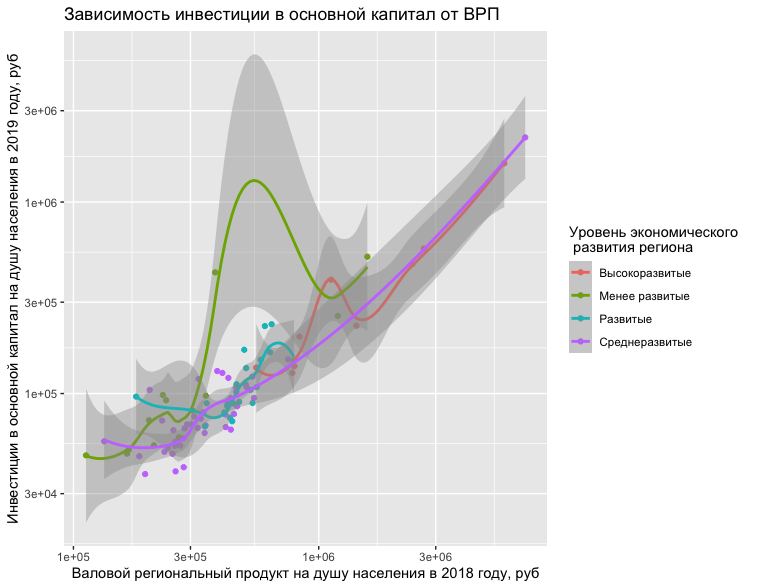 Зависимость инвестиции в основной капитал от ВРП
Инвестиции в основной капитал на душу населения в 2019 году, руб
3e+06
1e+06
3e+05
1e+05
3e+04
1e+05
3e+05
1e+06
3e+06
Валовой региональный продукт на душу населения в 2018 году, руб
Уровень экономического
развития региона
Высокоразвитые
Менее развитые
Развитые
Среднеразвитые